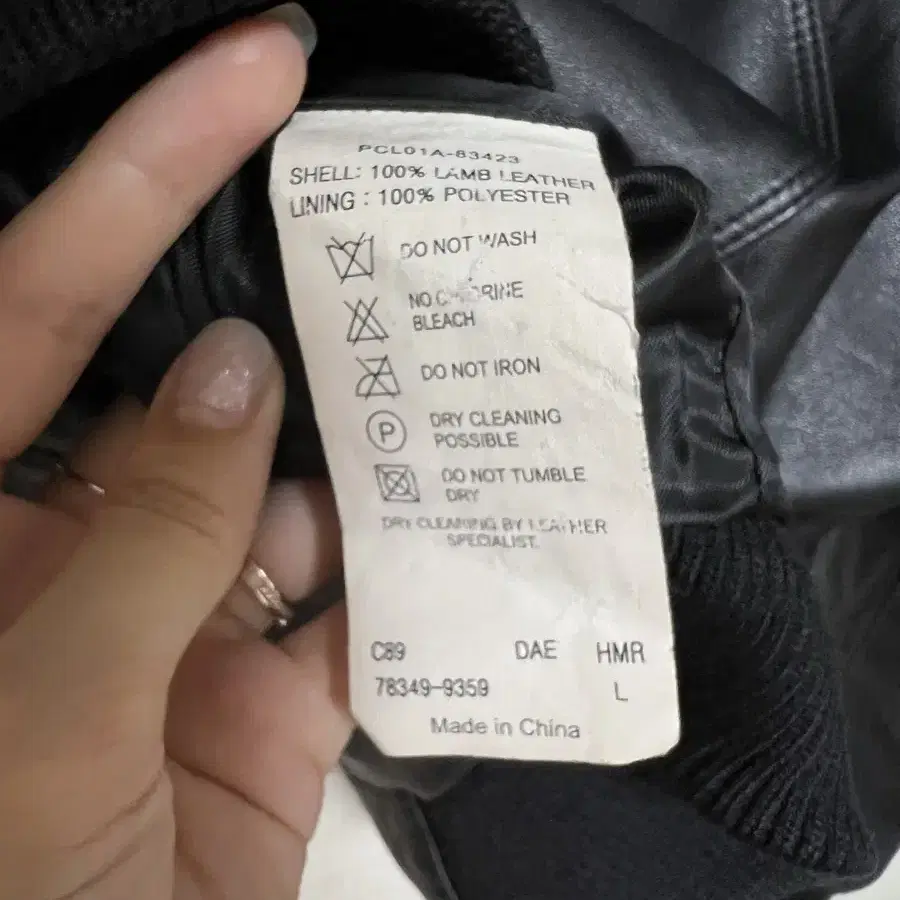 PCL01A-83423
SHELL: 100% LAMB LEATHER
LINING : 100% POLYESTER
DO NOT WASH
NO CHLORINE
BLEACH
DO NOT IRON
P
DRY CLEANING
POSSIBLE
DO NOT TUMBLE
DRY
DRY CLEANING BY LEATHER
SPECIALIST.
C89 DAE HMR
78349-9359 L
Made in China